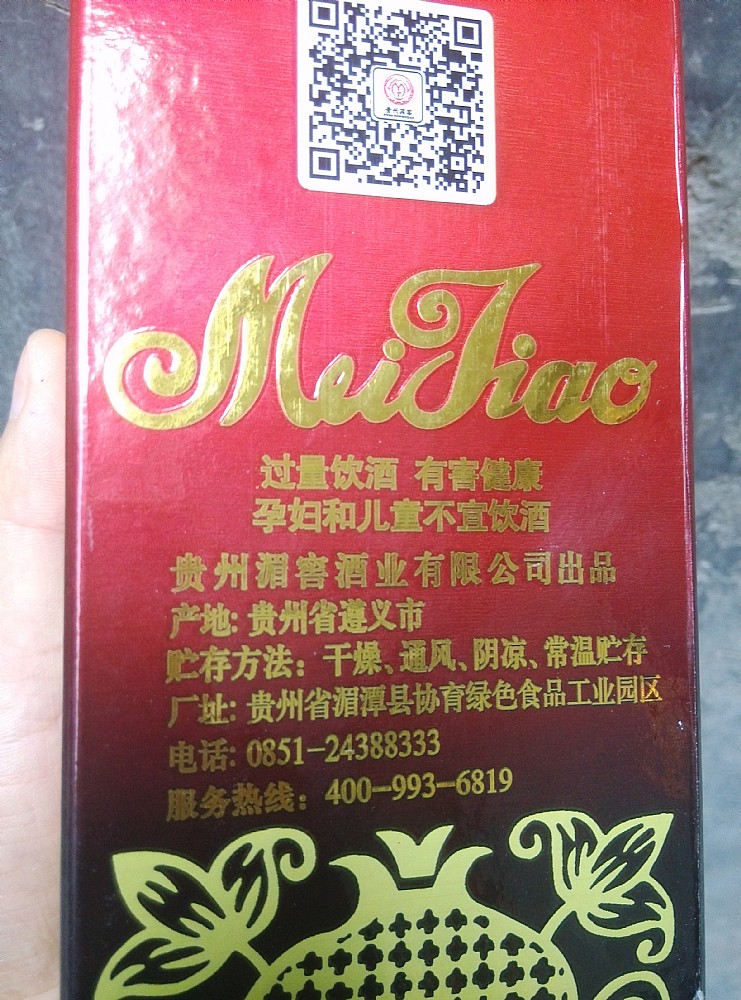 贵州湄窖
MeiJiao
过量饮酒 有害健康
孕妇和儿童不宜饮酒
贵州湄窖酒业有限公司出品
产地: 贵州省遵义市
贮存方法: 干燥、通风、阴凉、常温贮存
厂址: 贵州省湄潭县协育绿色食品工业园区
电话: 0851-24388333
服务热线: 400-993-6819